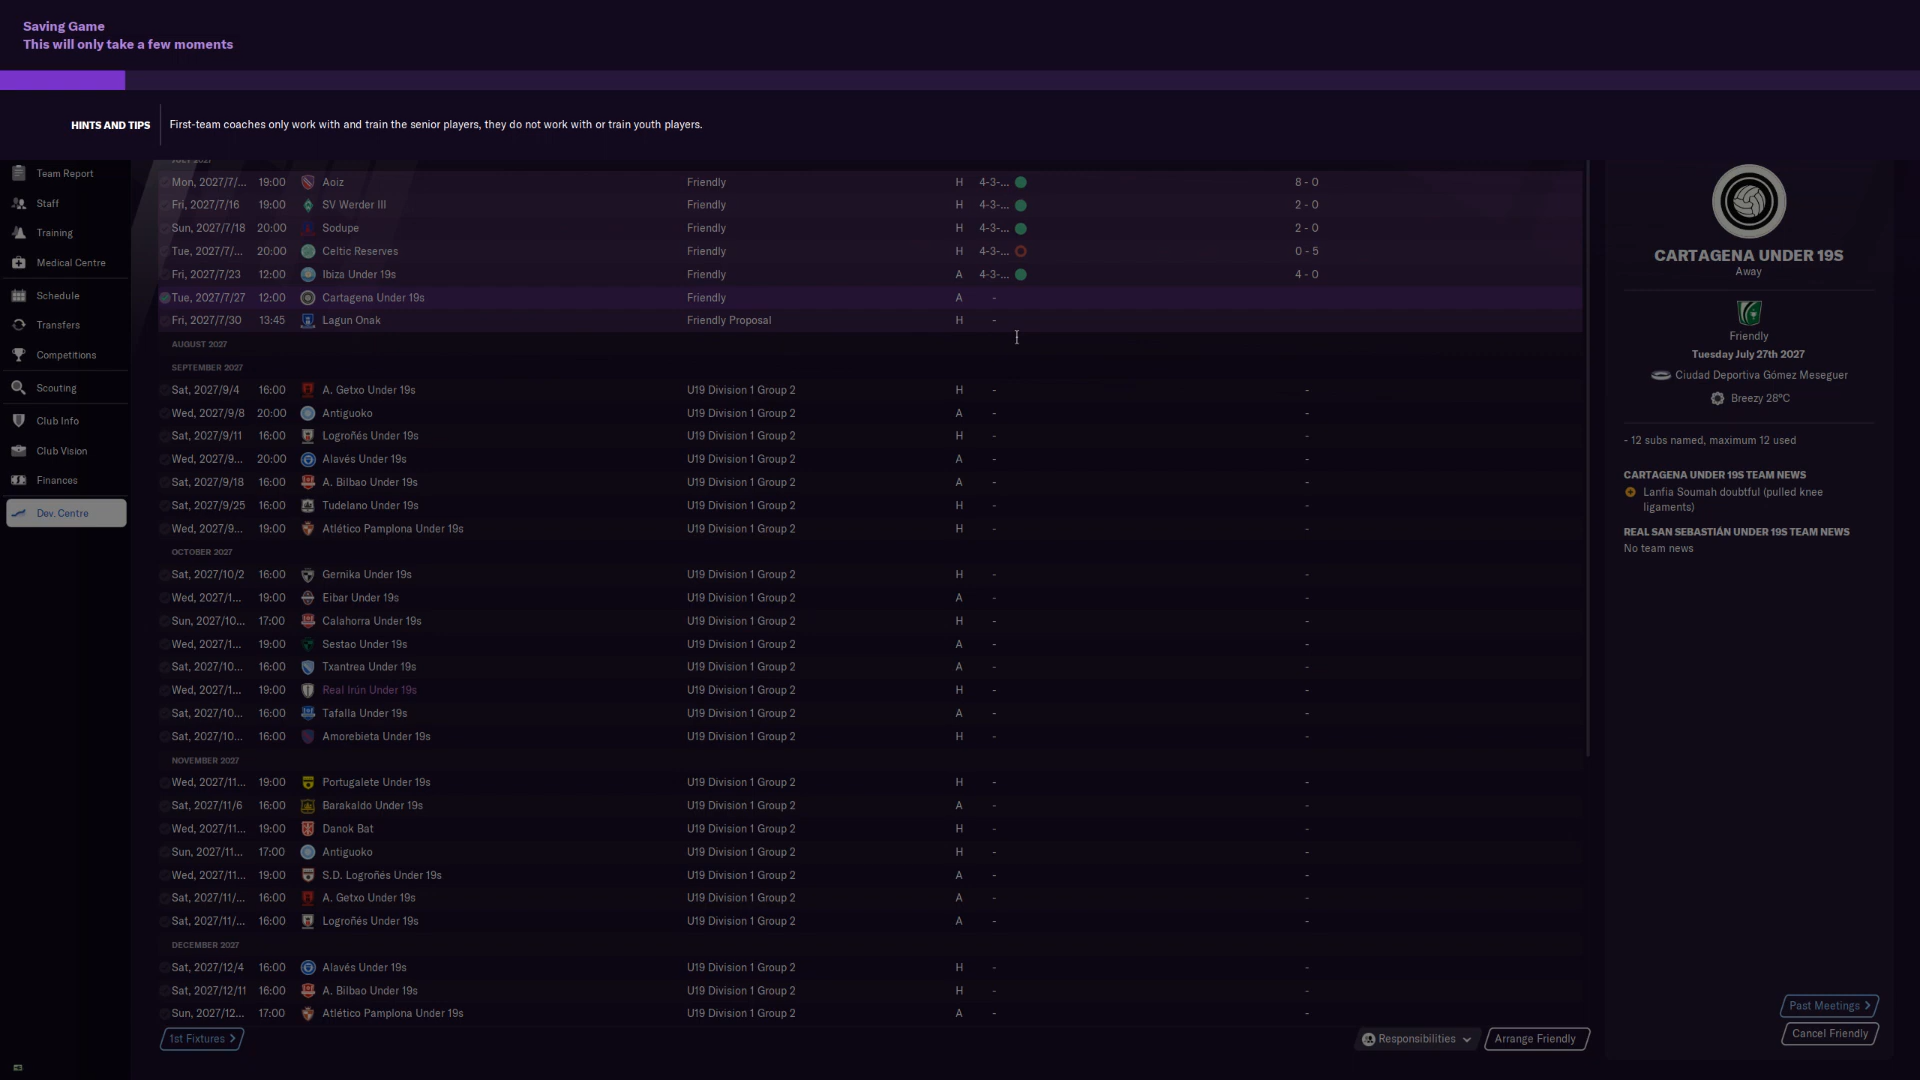 Saving Game
This will only take a few moments
HINTS AND TIPS First-team coaches only work with and train the senior players, they do not work with or train youth players.
Team Report
Staff
Training
Medical Centre
Schedule
Transfers
Competitions
Scouting
Club Info
Club Vision
Finances
Dev. Centre
JULY 2027
Mon, 2027/7/... 19:00 Aoiz Friendly H 4-3-... 8 - 0
Fri, 2027/7/16 19:00 SV Werder III Friendly H 4-3-... 2 - 0
Sun, 2027/7/18 20:00 Sodupe Friendly H 4-3-... 2 - 0
Tue, 2027/7/... 20:00 Celtic Reserves Friendly H 4-3-... 0 - 5
Fri, 2027/7/23 12:00 Ibiza Under 19s Friendly A 4-3-... 4 - 0
Tue, 2027/7/27 12:00 Cartagena Under 19s Friendly A -
Fri, 2027/7/30 13:45 Lagun Onak Friendly Proposal H -
AUGUST 2027
SEPTEMBER 2027
Sat, 2027/9/4 16:00 A. Getxo Under 19s U19 Division 1 Group 2 H - -
Wed, 2027/9/8 20:00 Antiguoko U19 Division 1 Group 2 A - -
Sat, 2027/9/11 16:00 Logroñés Under 19s U19 Division 1 Group 2 H - -
Wed, 2027/9... 20:00 Alavés Under 19s U19 Division 1 Group 2 A - -
Sat, 2027/9/18 16:00 A. Bilbao Under 19s U19 Division 1 Group 2 A - -
Sat, 2027/9/25 16:00 Tudelano Under 19s U19 Division 1 Group 2 H - -
Wed, 2027/9... 19:00 Atlético Pamplona Under 19s U19 Division 1 Group 2 H - -
OCTOBER 2027
Sat, 2027/10/2 16:00 Gernika Under 19s U19 Division 1 Group 2 H - -
Wed, 2027/1... 19:00 Eibar Under 19s U19 Division 1 Group 2 A - -
Sun, 2027/10... 17:00 Calahorra Under 19s U19 Division 1 Group 2 H - -
Wed, 2027/1... 19:00 Sestao Under 19s U19 Division 1 Group 2 A - -
Sat, 2027/10... 16:00 Txantrea Under 19s U19 Division 1 Group 2 A - -
Wed, 2027/1... 19:00 Real Irún Under 19s U19 Division 1 Group 2 H - -
Sat, 2027/10... 16:00 Tafalla Under 19s U19 Division 1 Group 2 A - -
Sat, 2027/10... 16:00 Amorebieta Under 19s U19 Division 1 Group 2 H - -
NOVEMBER 2027
Wed, 2027/11... 19:00 Portugalete Under 19s U19 Division 1 Group 2 H - -
Sat, 2027/11/6 16:00 Barakaldo Under 19s U19 Division 1 Group 2 A - -
Wed, 2027/11... 19:00 Danok Bat U19 Division 1 Group 2 H - -
Sun, 2027/11... 17:00 Antiguoko U19 Division 1 Group 2 H - -
Wed, 2027/11... 19:00 S.D. Logroñés Under 19s U19 Division 1 Group 2 A - -
Sat, 2027/11/... 16:00 A. Getxo Under 19s U19 Division 1 Group 2 A - -
Sat, 2027/11/... 16:00 Logroñés Under 19s U19 Division 1 Group 2 A - -
DECEMBER 2027
Sat, 2027/12/4 16:00 Alavés Under 19s U19 Division 1 Group 2 H - -
Sat, 2027/12/11 16:00 A. Bilbao Under 19s U19 Division 1 Group 2 H - -
Sun, 2027/12... 17:00 Atlético Pamplona Under 19s U19 Division 1 Group 2 A - -
1st Fixtures
Responsibilities
Arrange Friendly
CARTAGENA UNDER 19S
Away
Friendly
Tuesday July 27th 2027
Ciudad Deportiva Gómez Meseguer
Breezy 28°C
- 12 subs named, maximum 12 used
CARTAGENA UNDER 19S TEAM NEWS
Lanfia Soumah doubtful (pulled knee
ligaments)
REAL SAN SEBASTIÁN UNDER 19S TEAM NEWS
No team news
Past Meetings
Cancel Friendly